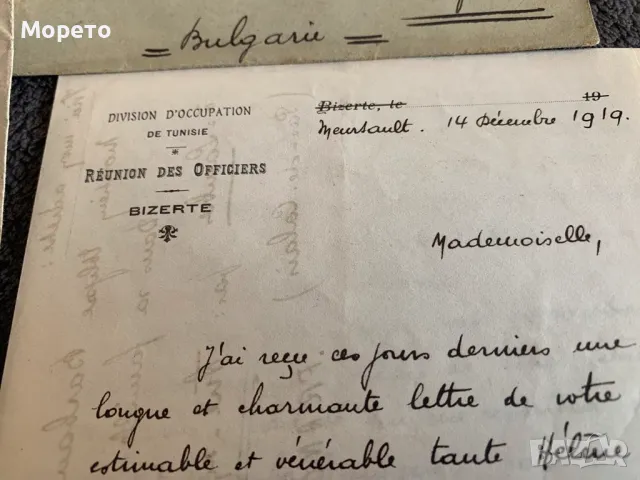 Морето
= Bulgarie =
DIVISION D'OCCUPATION
DE TUNISIE
RÉUNION DES OFFICIERS
BIZERTE
Bizerte, le 19
Meursault. 14 Décembre 1919.
Mademoiselle,
J'ai reçu ces jours derniers une
longue et charmante lettre de votre
estimable et vénérable tante Hélène